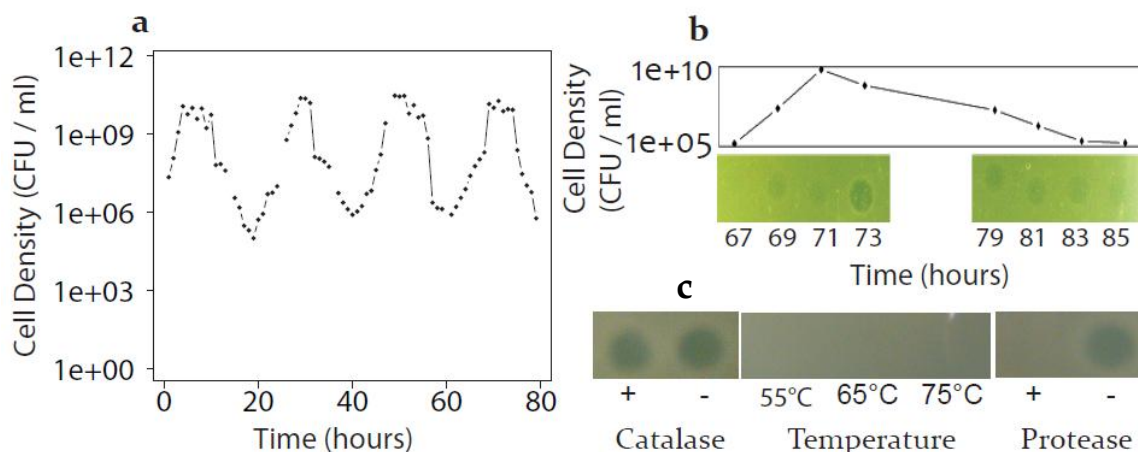 a
1e+12
1e+09
1e+06
1e+03
1e+00
Cell Density (CFU / ml)
0 20 40 60 80
Time (hours)
b
1e+10
1e+05
Cell Density
(CFU / ml)
67 69 71 73 79 81 83 85
Time (hours)
c
+ - 55°C 65°C 75°C + -
Catalase Temperature Protease